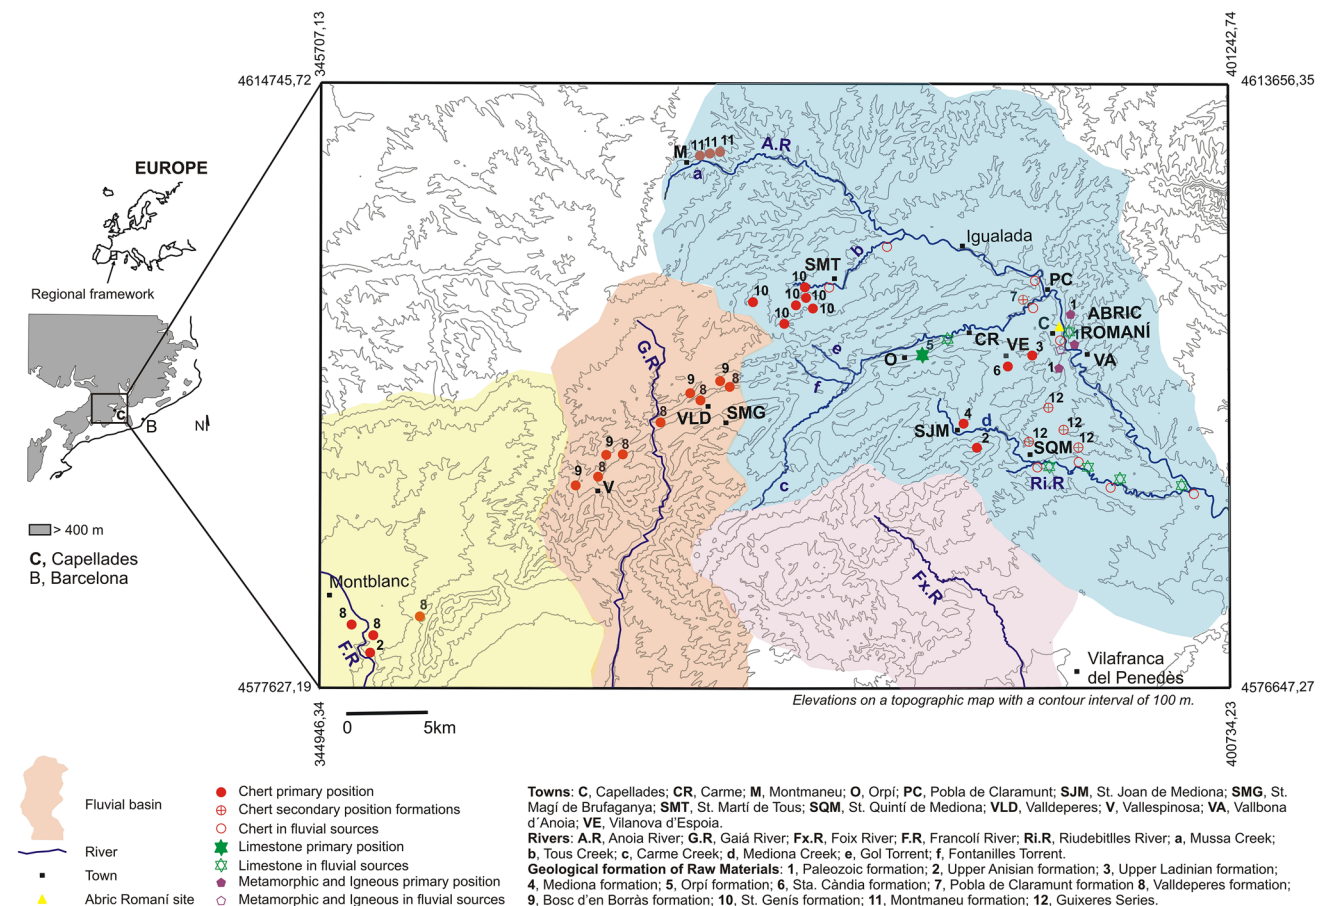 345707,13
401242,74
4614745,72
4613656,35
EUROPE
Regional framework
C
B
N
> 400 m
C, Capellades
B, Barcelona
M
11 11 11
A.R
a
Igualada
b
SMT
10
10
10
10
10
10
PC
7
1
ABRIC
ROMANÍ
C
1
CR
VE
3
VA
O
5
6
1
e
f
G.R
9
8
9
8
VLD
SMG
8
12
12
12
12
4
d
SJM
2
SQM
Ri.R
9
8
9
8
V
c
Fx.R
Montblanc
8
8
8
2
F.R
Vilafranca
del Penedès
4577627,19
4576647,27
Elevations on a topographic map with a contour interval of 100 m.
344946,34
400734,23
0 5km
Fluvial basin
River
Town
Abric Romaní site
Chert primary position
Chert secondary position formations
Chert in fluvial sources
Limestone primary position
Limestone in fluvial sources
Metamorphic and Igneous primary position
Metamorphic and Igneous in fluvial sources
Towns: C, Capellades; CR, Carme; M, Montmaneu; O, Orpí; PC, Pobla de Claramunt; SJM, St. Joan de Mediona; SMG, St.
Magí de Brufaganya; SMT, St. Martí de Tous; SQM, St. Quintí de Mediona; VLD, Valldeperes; V, Vallespinosa; VA, Vallbona
d´Anoia; VE, Vilanova d'Espoia.
Rivers: A.R, Anoia River; G.R, Gaiá River; Fx.R, Foix River; F.R, Francolí River; Ri.R, Riudebitlles River; a, Mussa Creek;
b, Tous Creek; c, Carme Creek; d, Mediona Creek; e, Gol Torrent; f, Fontanilles Torrent.
Geological formation of Raw Materials: 1, Paleozoic formation; 2, Upper Anisian formation; 3, Upper Ladinian formation;
4, Mediona formation; 5, Orpí formation; 6, Sta. Càndia formation; 7, Pobla de Claramunt formation 8, Valldeperes formation;
9, Bosc d'en Borràs formation; 10, St. Genís formation; 11, Montmaneu formation; 12, Guixeres Series.